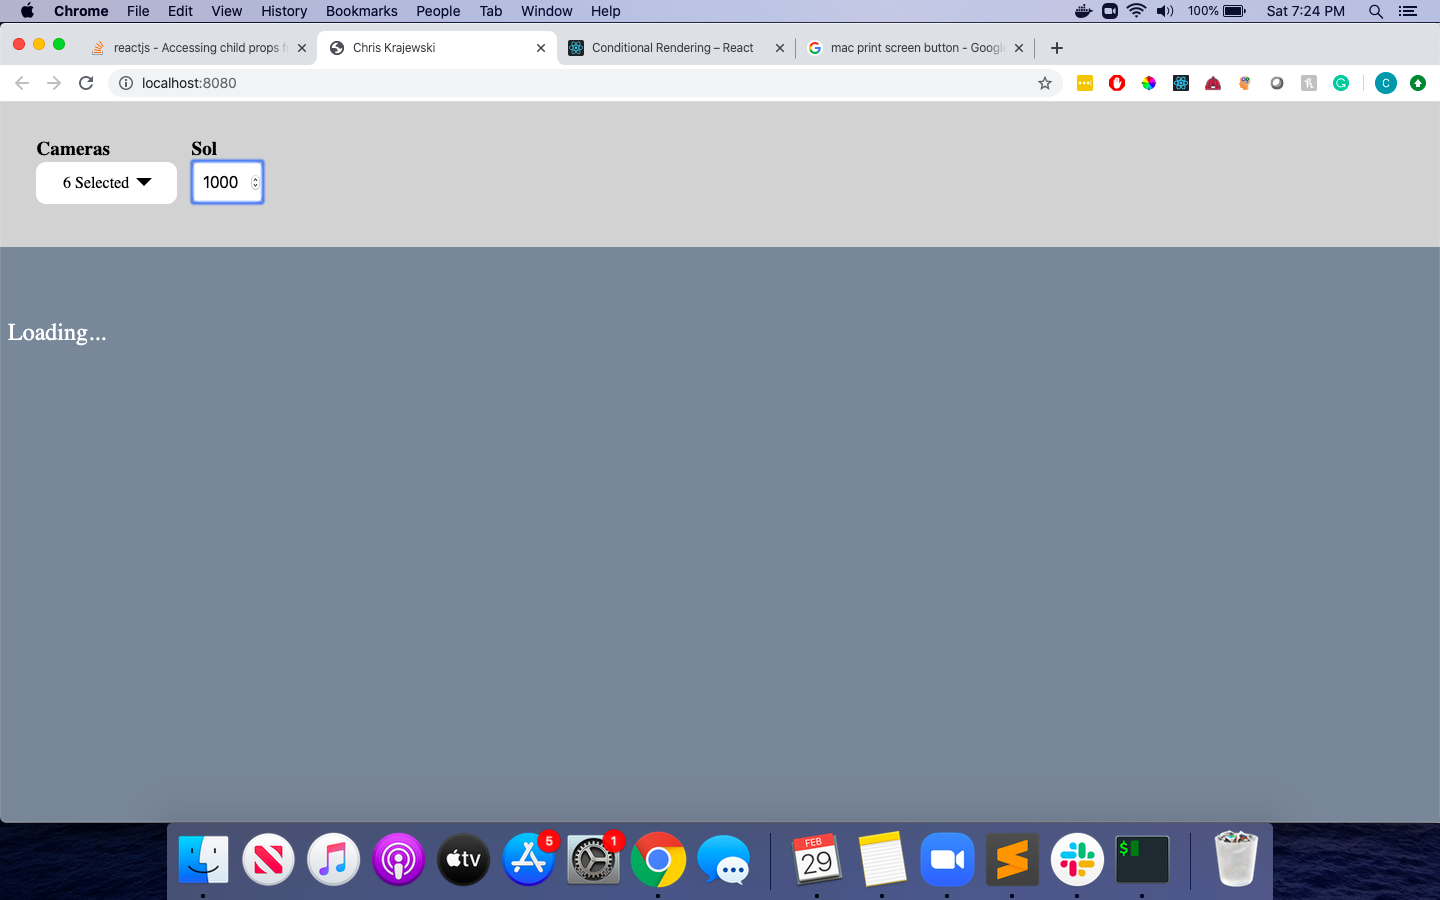 Chrome File Edit View History Bookmarks People Tab Window Help 100% Sat 7:24 PM
reactjs - Accessing child props f Chris Krajewski Conditional Rendering – React mac print screen button - Google
localhost:8080 C
Cameras Sol
6 Selected 1000
Loading...
5 1
tv FEB $
29